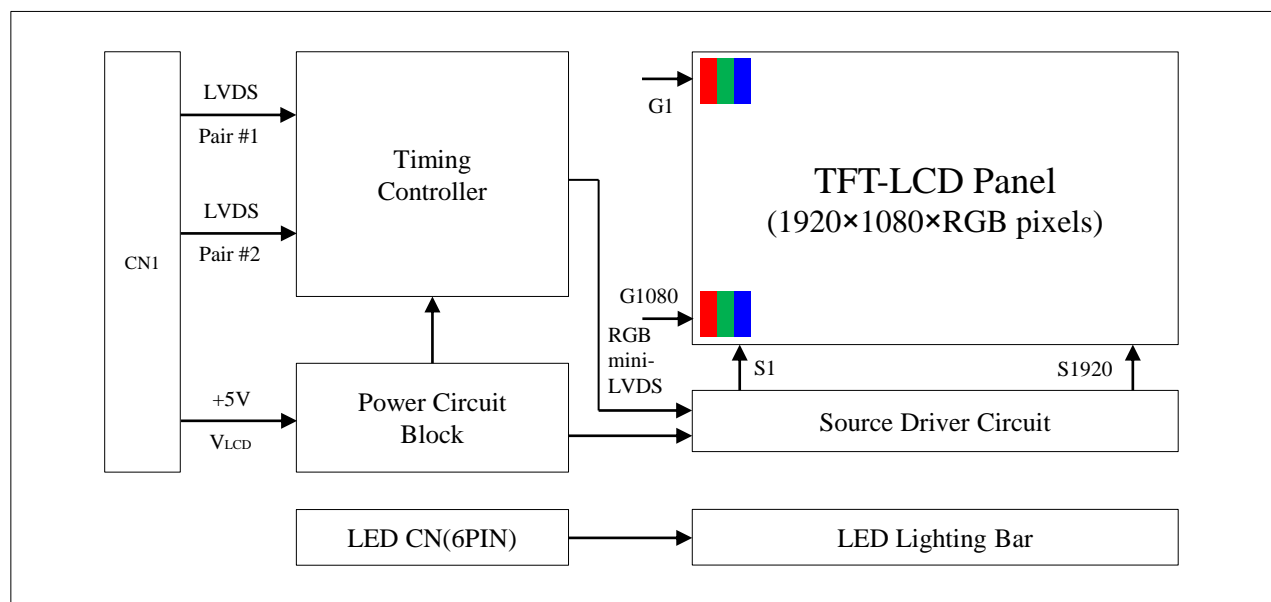 CN1
LVDS
Pair #1
LVDS
Pair #2
+5V
VLCD
Timing
Controller
Power Circuit
Block
G1
G1080
RGB
mini-
LVDS
TFT-LCD Panel
(1920×1080×RGB pixels)
S1
S1920
Source Driver Circuit
LED CN(6PIN)
LED Lighting Bar